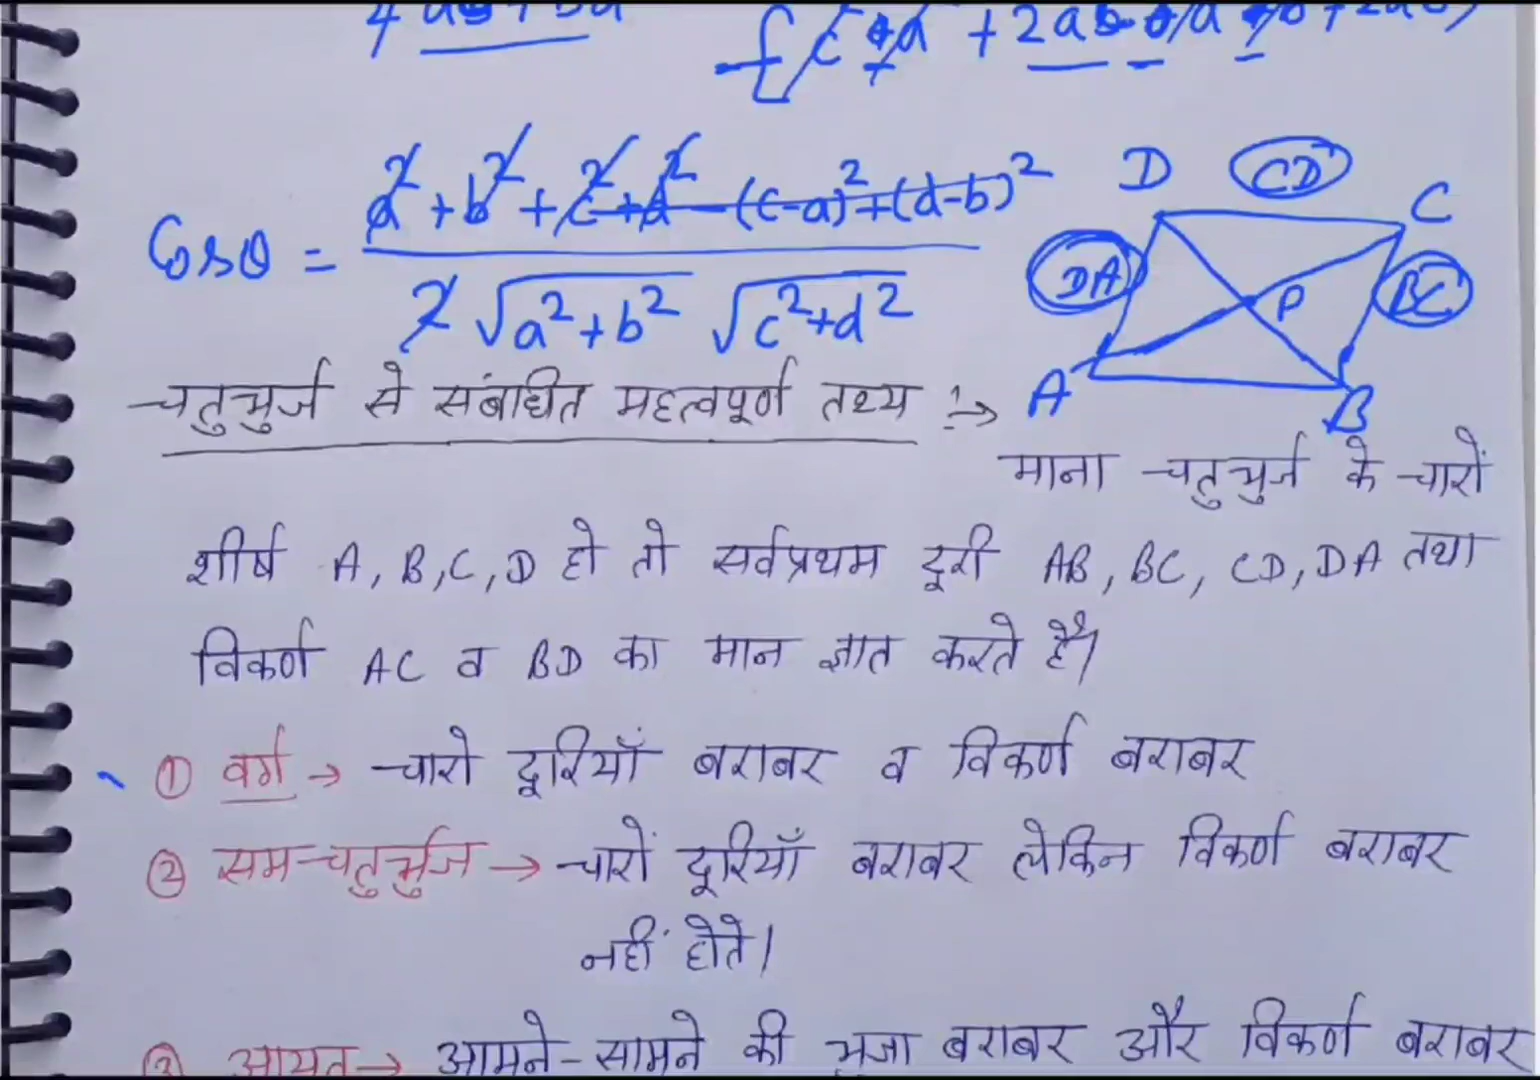 Cosθ = a² + b² + c² + d² - (c-a)² + (d-b)²
2 √a²+b² √c²+d²
D CD C
DA P BC
A B
चतुर्भुज से संबंधित महत्वपूर्ण तथ्य :→
माना चतुर्भुज के चारों
शीर्ष A, B, C, D हो तो सर्वप्रथम दूरी AB, BC, CD, DA तथा
विकर्ण AC व BD का मान ज्ञात करते है।
① वर्ग → चारो दूरियाँ बराबर व विकर्ण बराबर
② सम-चतुर्भुज → चारों दूरियाँ बराबर लेकिन विकर्ण बराबर
नहीं होते।
③ आयत → आमने-सामने की भुजा बराबर और विकर्ण बराबर